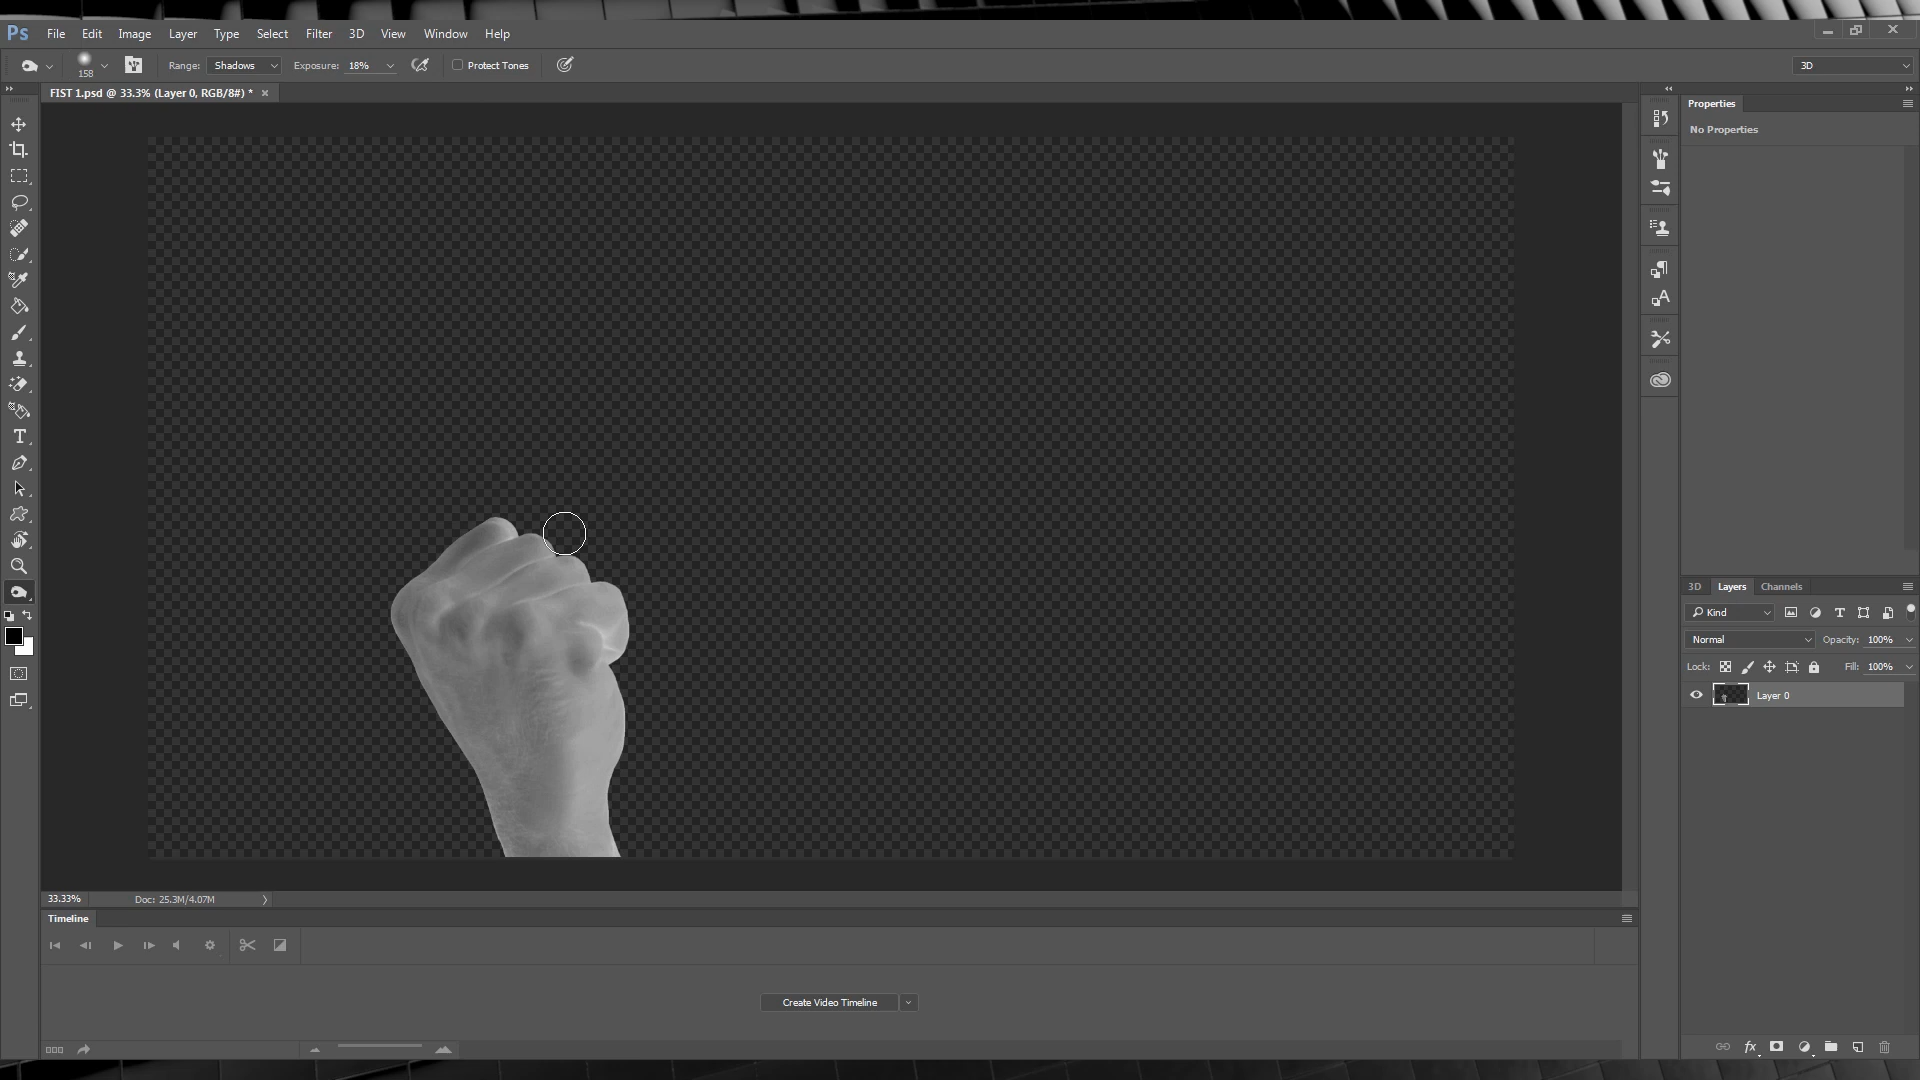 Ps File Edit Image Layer Type Select Filter 3D View Window Help
158 Range: Shadows Exposure: 18% Protect Tones 3D
FIST 1.psd @ 33.3% (Layer 0, RGB/8#) *
Properties
No Properties
3D Layers Channels
Kind
Normal Opacity: 100%
Lock: Fill: 100%
Layer 0
33.33% Doc: 25.3M/4.07M
Timeline
Create Video Timeline
fx